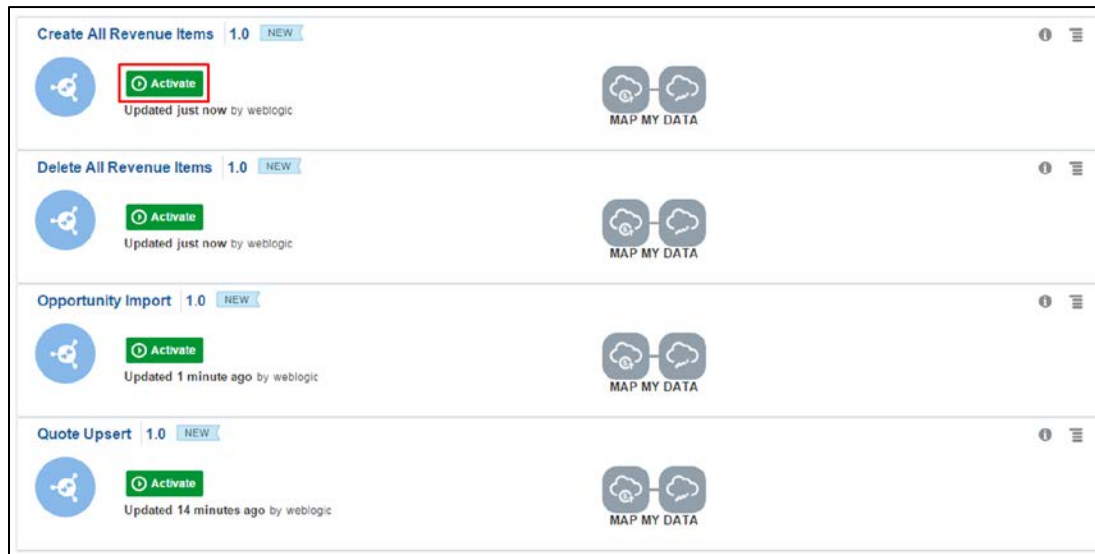 Create All Revenue Items 1.0 NEW
Activate
Updated just now by weblogic
MAP MY DATA
Delete All Revenue Items 1.0 NEW
Activate
Updated just now by weblogic
MAP MY DATA
Opportunity Import 1.0 NEW
Activate
Updated 1 minute ago by weblogic
MAP MY DATA
Quote Upsert 1.0 NEW
Activate
Updated 14 minutes ago by weblogic
MAP MY DATA